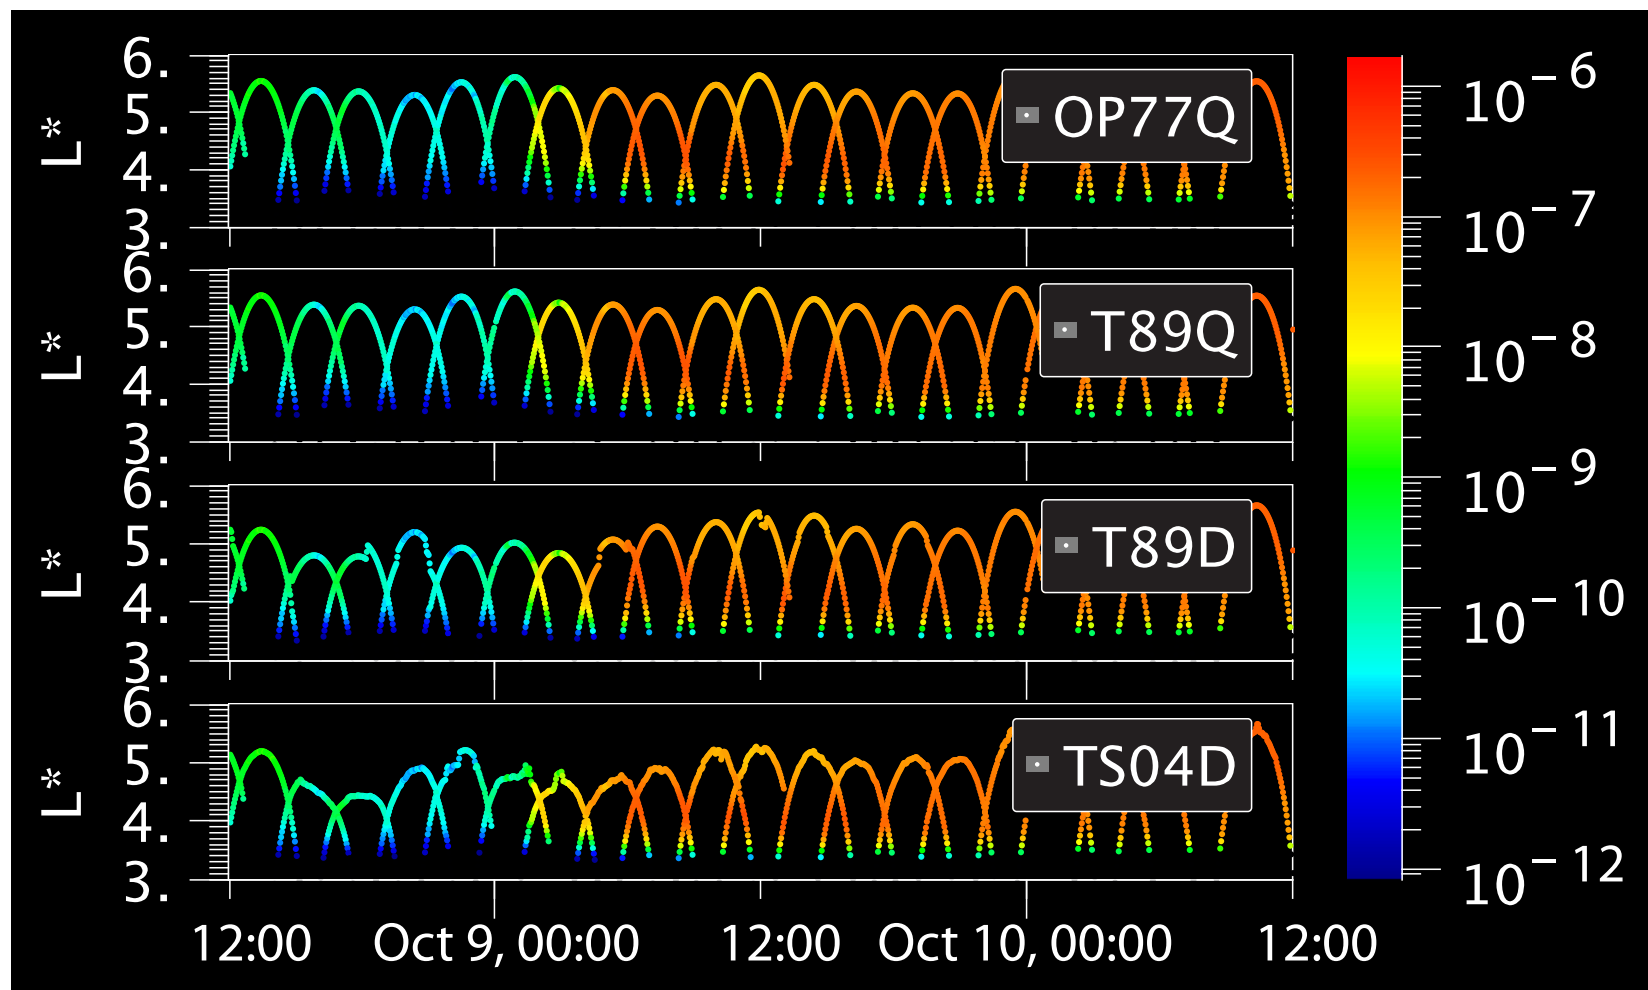 L*
6.
5.
4.
3.
OP77Q
L*
6.
5.
4.
3.
T89Q
L*
6.
5.
4.
3.
T89D
L*
6.
5.
4.
3.
TS04D
12:00
Oct 9, 00:00
12:00
Oct 10, 00:00
12:00
10⁻⁶
10⁻⁷
10⁻⁸
10⁻⁹
10⁻¹⁰
10⁻¹¹
10⁻¹²